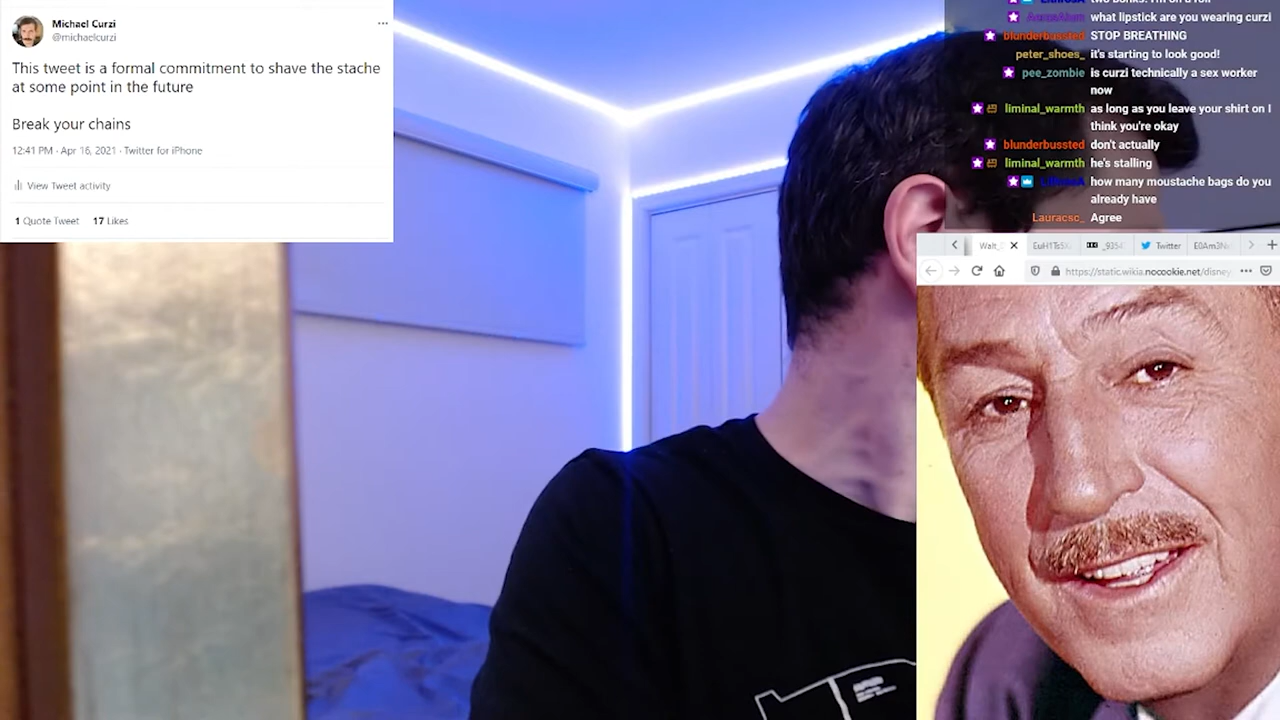 Michael Curzi
@michaelcurzi
This tweet is a formal commitment to shave the stache
at some point in the future
Break your chains
12:41 PM · Apr 16, 2021 · Twitter for iPhone
View Tweet activity
1 Quote Tweet 17 Likes
what lipstick are you wearing curzi
blunderbussted STOP BREATHING
peter_shoes_ it's starting to look good!
pee_zombie is curzi technically a sex worker
now
liminal_warmth as long as you leave your shirt on I
think you're okay
blunderbussted don't actually
liminal_warmth he's stalling
how many moustache bags do you
already have
Lauracsc_ Agree
Walt_ Twitter
https://static.wikia.nocookie.net/disney